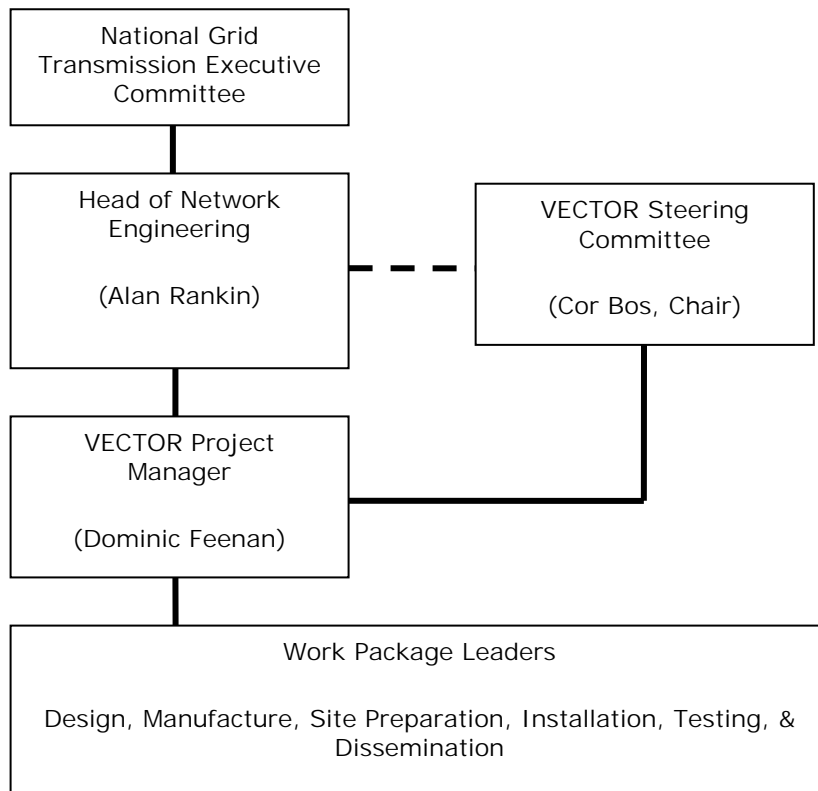 National Grid
Transmission Executive
Committee
Head of Network
Engineering
(Alan Rankin)
VECTOR Steering
Committee
(Cor Bos, Chair)
VECTOR Project
Manager
(Dominic Feenan)
Work Package Leaders
Design, Manufacture, Site Preparation, Installation, Testing, &
Dissemination